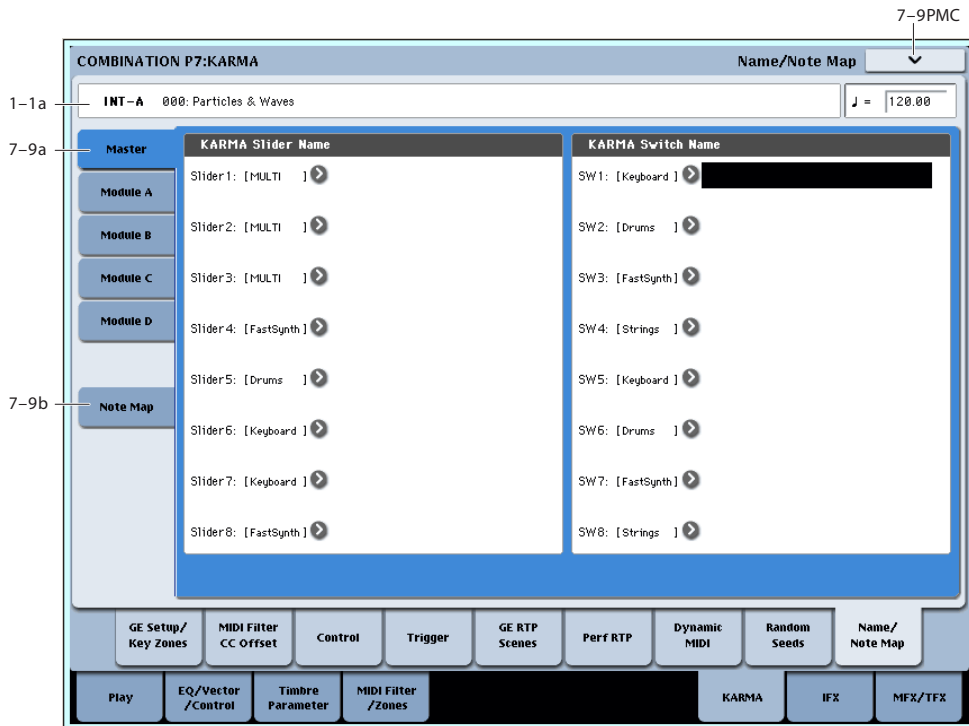 7–9PMC
COMBINATION P7:KARMA
Name/Note Map
1–1a
INT-A 000: Particles & Waves
♩ = 120.00
7–9a
Master
Module A
Module B
Module C
Module D
7–9b
Note Map
KARMA Slider Name
Slider1: [MULTI ]
Slider2: [MULTI ]
Slider3: [MULTI ]
Slider4: [FastSynth]
Slider5: [Drums ]
Slider6: [Keyboard ]
Slider7: [Keyboard ]
Slider8: [FastSynth]
KARMA Switch Name
SW1: [Keyboard ]
SW2: [Drums ]
SW3: [FastSynth]
SW4: [Strings ]
SW5: [Keyboard ]
SW6: [Drums ]
SW7: [FastSynth]
SW8: [Strings ]
GE Setup/
Key Zones
MIDI Filter
CC Offset
Control
Trigger
GE RTP
Scenes
Perf RTP
Dynamic
MIDI
Random
Seeds
Name/
Note Map
Play
EQ/Vector
/Control
Timbre
Parameter
MIDI Filter
/Zones
KARMA
IFX
MFX/TFX